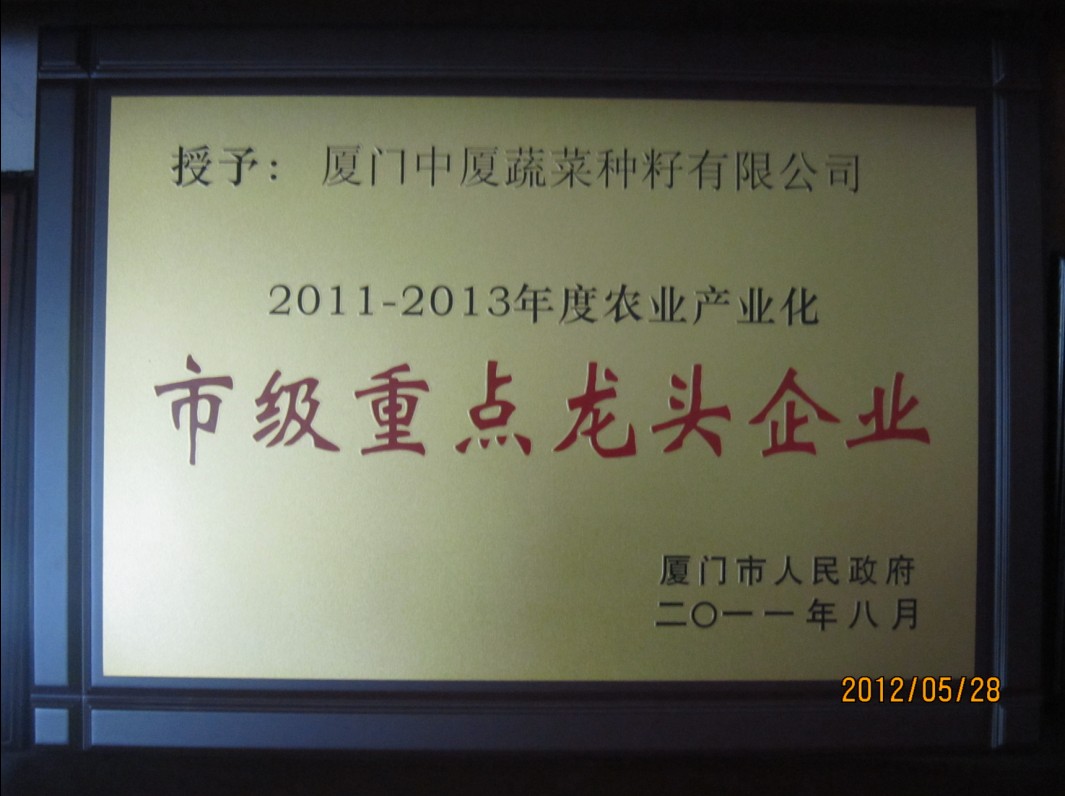 授予：厦门中厦蔬菜种籽有限公司
2011-2013年度农业产业化
市级重点龙头企业
厦门市人民政府
二〇一一年八月
2012/05/28